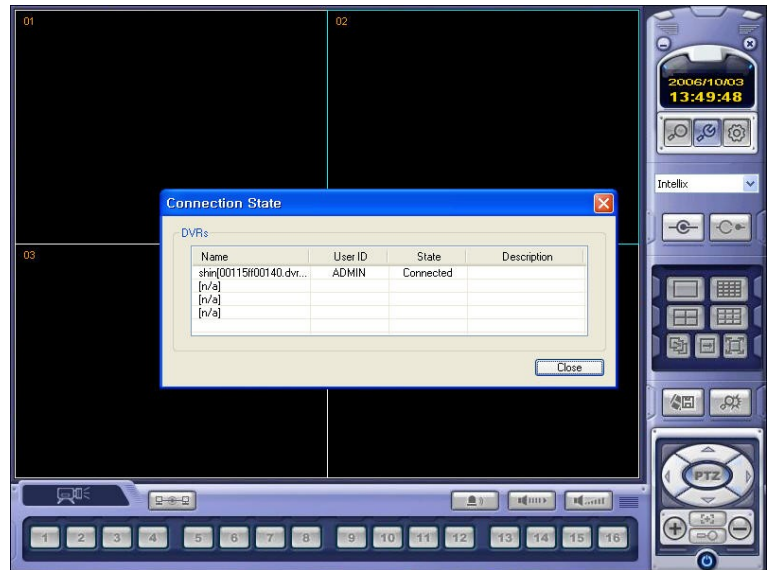 01
02
2006/10/03
13:49:48
Intellix
Connection State
DVRs
Name User ID State Description
shin[00115ff00140.dvr... ADMIN Connected
[n/a]
[n/a]
[n/a]
Close
03
PTZ
1 2 3 4 5 6 7 8 9 10 11 12 13 14 15 16